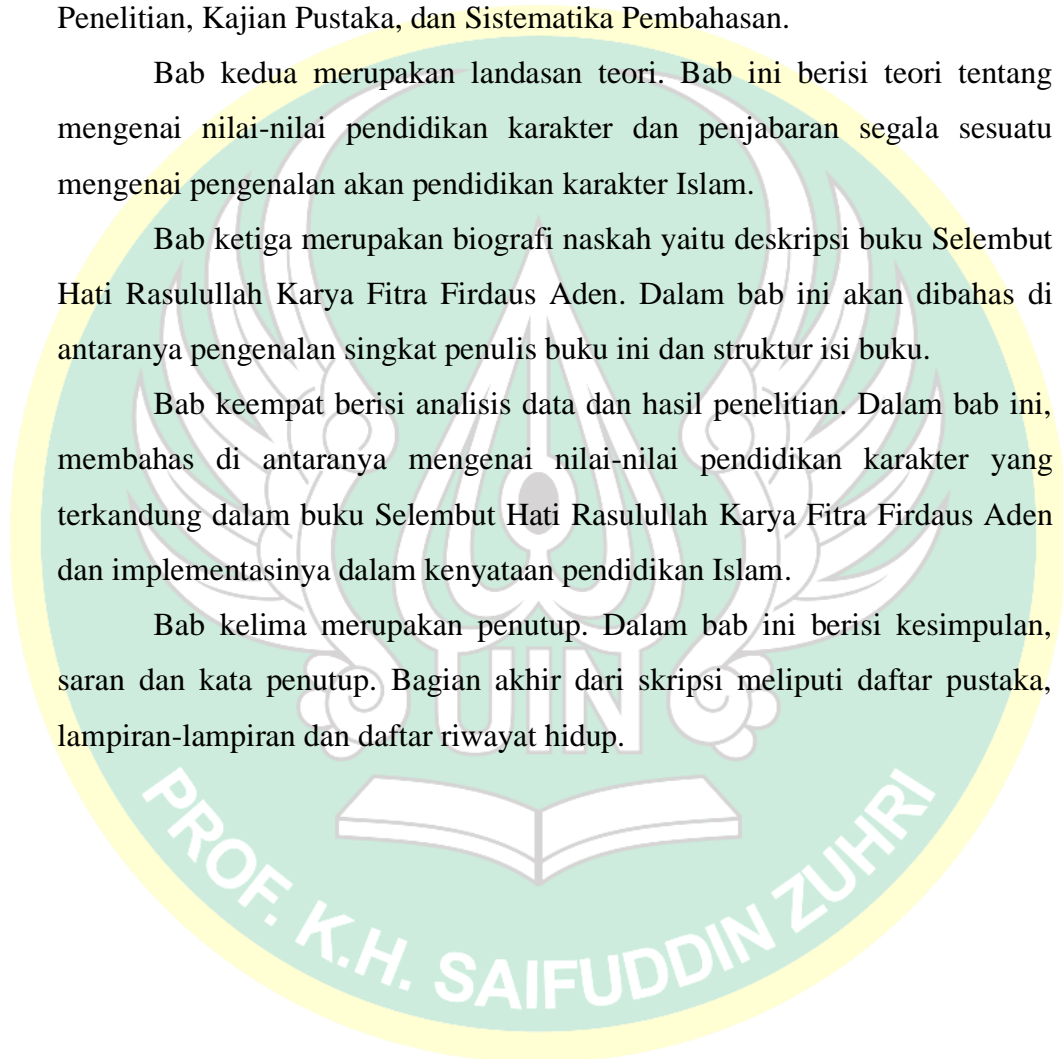 Penelitian, Kajian Pustaka, dan Sistematika Pembahasan.
Bab kedua merupakan landasan teori. Bab ini berisi teori tentang
mengenai nilai-nilai pendidikan karakter dan penjabaran segala sesuatu
mengenai pengenalan akan pendidikan karakter Islam.
Bab ketiga merupakan biografi naskah yaitu deskripsi buku Selembut
Hati Rasulullah Karya Fitra Firdaus Aden. Dalam bab ini akan dibahas di
antaranya pengenalan singkat penulis buku ini dan struktur isi buku.
Bab keempat berisi analisis data dan hasil penelitian. Dalam bab ini,
membahas di antaranya mengenai nilai-nilai pendidikan karakter yang
terkandung dalam buku Selembut Hati Rasulullah Karya Fitra Firdaus Aden
dan implementasinya dalam kenyataan pendidikan Islam.
Bab kelima merupakan penutup. Dalam bab ini berisi kesimpulan,
saran dan kata penutup. Bagian akhir dari skripsi meliputi daftar pustaka,
lampiran-lampiran dan daftar riwayat hidup.
UIN
PROF. K.H. SAIFUDDIN ZUHRI